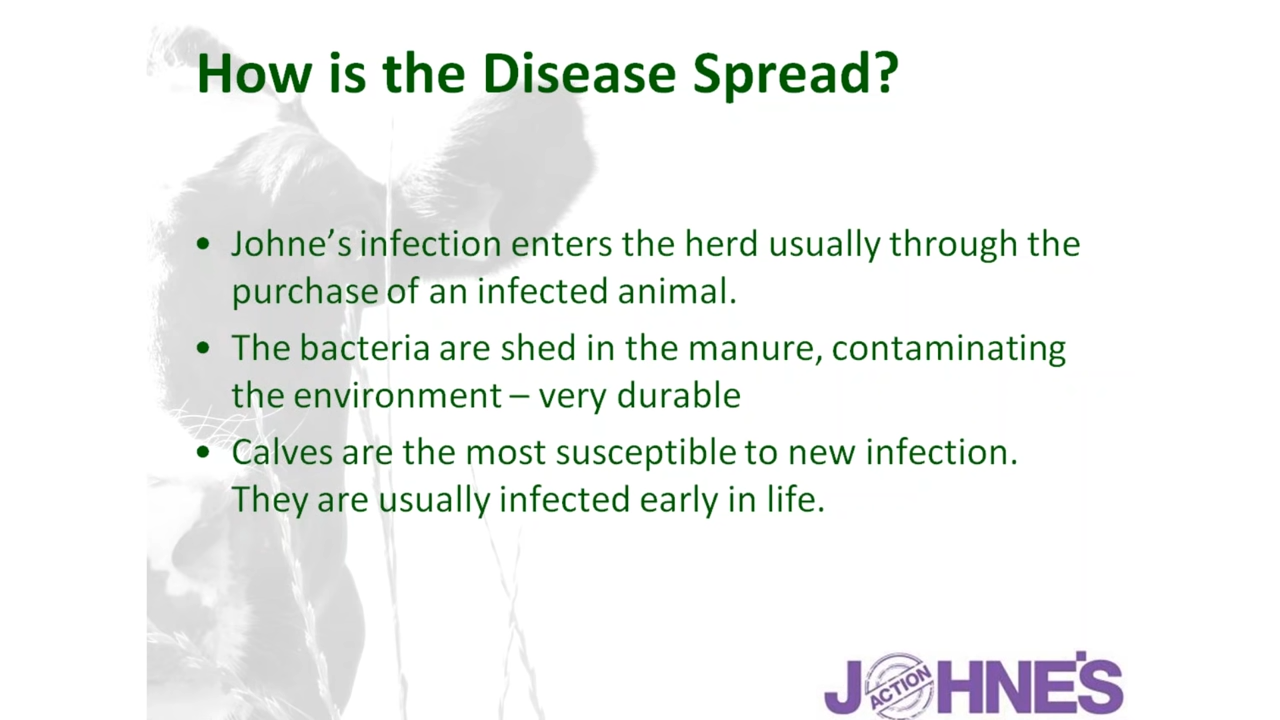 How is the Disease Spread?
• Johne’s infection enters the herd usually through the
purchase of an infected animal.
• The bacteria are shed in the manure, contaminating
the environment – very durable
• Calves are the most susceptible to new infection.
They are usually infected early in life.
JOHNE'S
ACTION